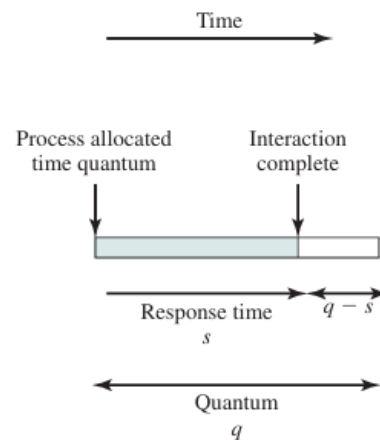 Time
Process allocated
time quantum
Interaction
complete
Response time
s
q − s
Quantum
q